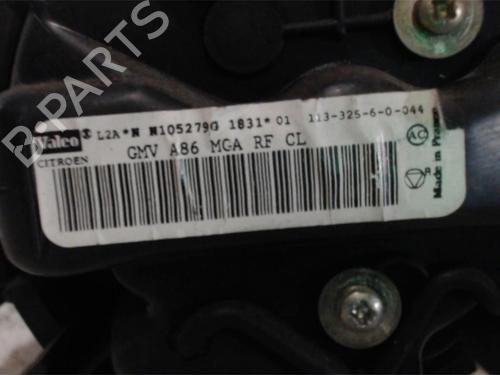 B-PARTS
Valeo® L2A*N N105279G 1831* 01 113-325-6-0-044
CITROEN GMV A86 MGA RF CL
AC
R
Made in France